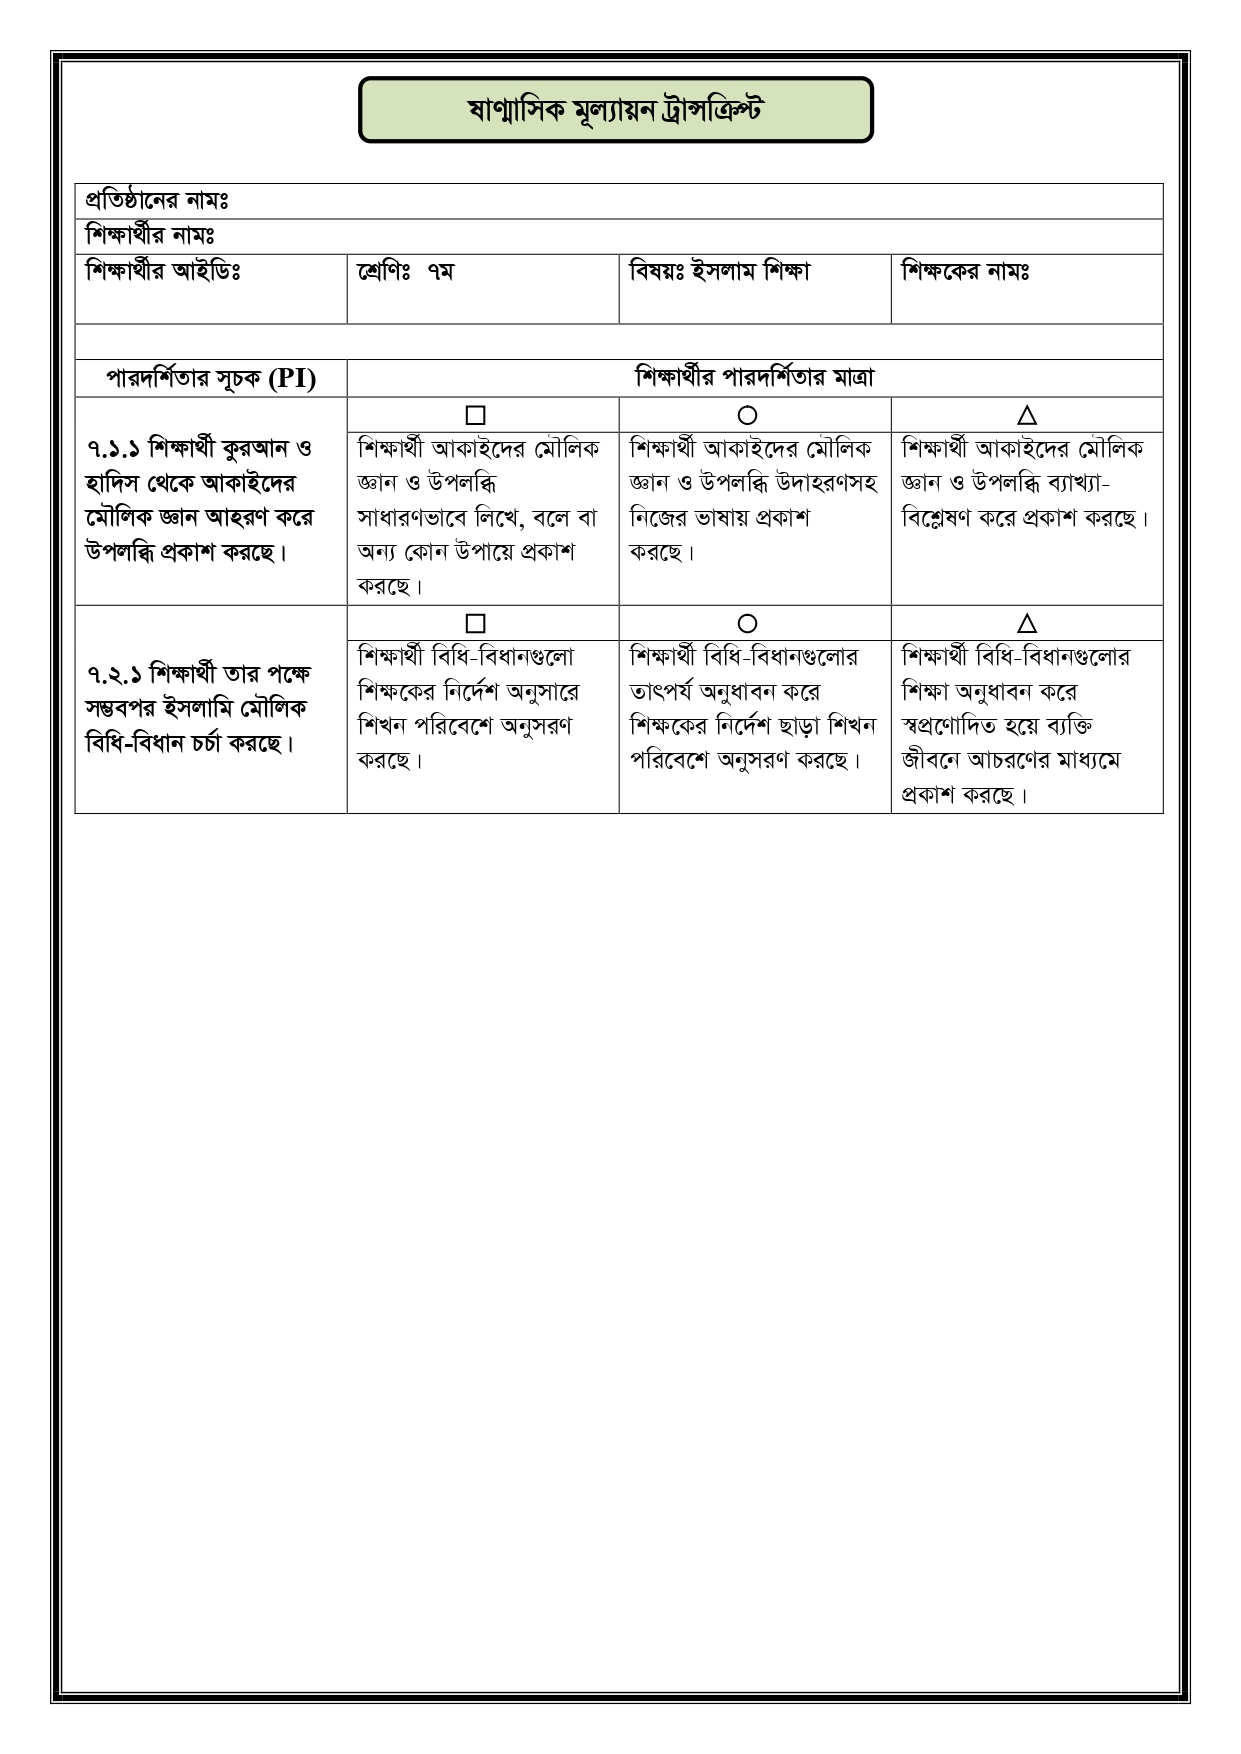 ষাণ্মাসিক মূল্যায়ন ট্রান্সক্রিপ্ট
প্রতিষ্ঠানের নামঃ
শিক্ষার্থীর নামঃ
শিক্ষার্থীর আইডিঃ
শ্রেণিঃ ৭ম
বিষয়ঃ ইসলাম শিক্ষা
শিক্ষকের নামঃ
পারদর্শিতার সূচক (PI)
শিক্ষার্থীর পারদর্শিতার মাত্রা
৭.১.১ শিক্ষার্থী কুরআন ও
হাদিস থেকে আকাইদের
মৌলিক জ্ঞান আহরণ করে
উপলব্ধি প্রকাশ করছে।
□
শিক্ষার্থী আকাইদের মৌলিক
জ্ঞান ও উপলব্ধি
সাধারণভাবে লিখে, বলে বা
অন্য কোন উপায়ে প্রকাশ
করছে।
○
শিক্ষার্থী আকাইদের মৌলিক
জ্ঞান ও উপলব্ধি উদাহরণসহ
নিজের ভাষায় প্রকাশ
করছে।
△
শিক্ষার্থী আকাইদের মৌলিক
জ্ঞান ও উপলব্ধি ব্যাখ্যা-
বিশ্লেষণ করে প্রকাশ করছে।
৭.২.১ শিক্ষার্থী তার পক্ষে
সম্ভবপর ইসলামি মৌলিক
বিধি-বিধান চর্চা করছে।
□
শিক্ষার্থী বিধি-বিধানগুলো
শিক্ষকের নির্দেশ অনুসারে
শিখন পরিবেশে অনুসরণ
করছে।
○
শিক্ষার্থী বিধি-বিধানগুলোর
তাৎপর্য অনুধাবন করে
শিক্ষকের নির্দেশ ছাড়া শিখন
পরিবেশে অনুসরণ করছে।
△
শিক্ষার্থী বিধি-বিধানগুলোর
শিক্ষা অনুধাবন করে
স্বপ্রণোদিত হয়ে ব্যক্তি
জীবনে আচরণের মাধ্যমে
প্রকাশ করছে।